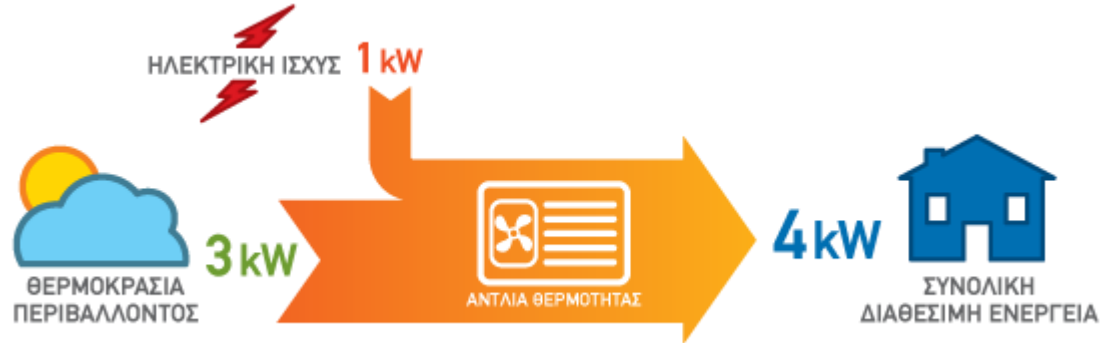 ΗΛΕΚΤΡΙΚΗ ΙΣΧΥΣ 1 kW
3 kW
ΘΕΡΜΟΚΡΑΣΙΑ
ΠΕΡΙΒΑΛΛΟΝΤΟΣ
ΑΝΤΛΙΑ ΘΕΡΜΟΤΗΤΑΣ
4 kW
ΣΥΝΟΛΙΚΗ
ΔΙΑΘΕΣΙΜΗ ΕΝΕΡΓΕΙΑ